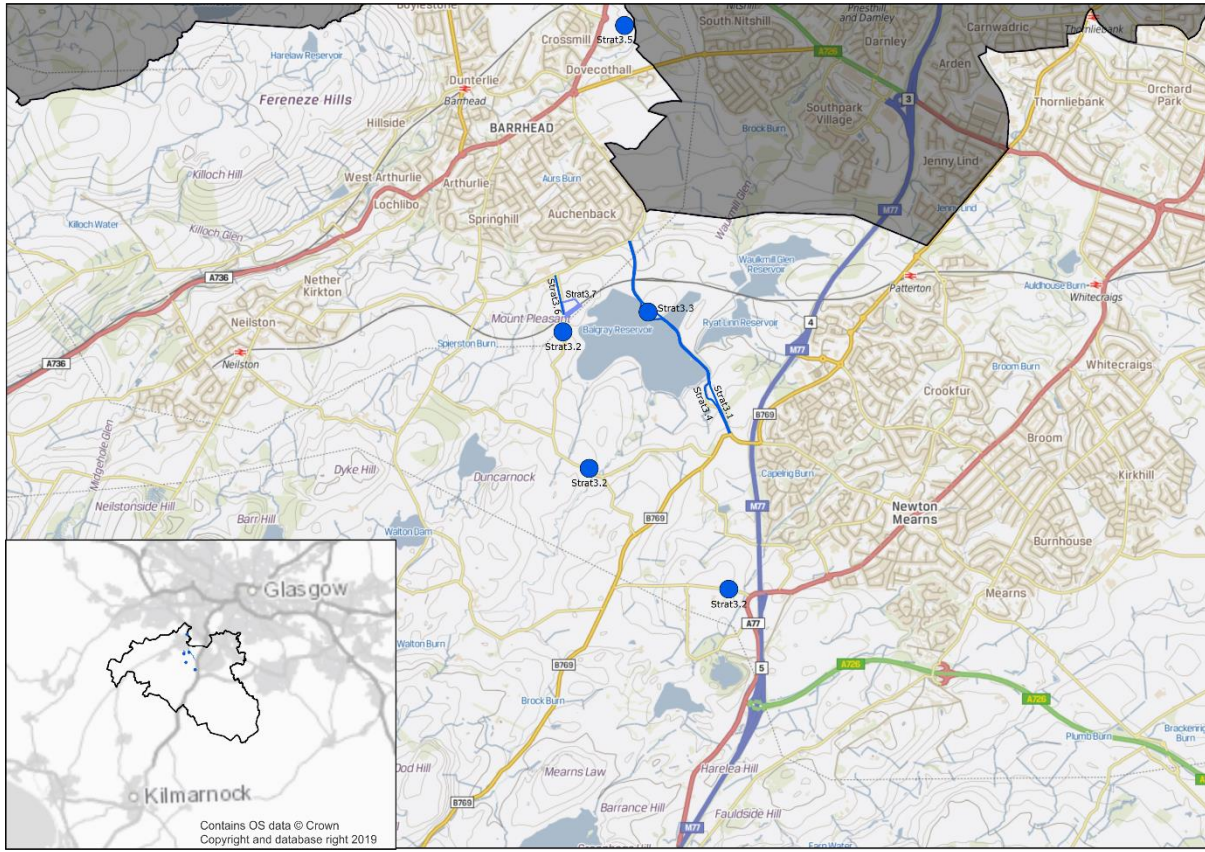 Boylestone
South Nitshill
Nitshill
Priesthill
and Darnley
Carnwadric
Thornliebank
Strat3.5
Crossmill
Harelaw Reservoir
Dovecothall
A726
Darnley
Arden
Dunterlie
Barrhead
Fereneze Hills
Thornliebank
Orchard
Park
Hillside
BARRHEAD
Brock Burn
Southpark
Village
3
Killoch Hill
West Arthurlie
Arthurlie
Aurs Burn
Jenny Lind
Lochlibo
Springhill
Auchenback
Waulkmill Glen
M77
Jenny Lind
Killoch Water
Killoch Glen
Waulkmill Glen
Reservoir
A736
Nether
Kirkton
Patterton
Auldhouse Burn
Whitecraigs
Strat3.6
Strat3.7
Mount Pleasant
Strat3.3
Neilston
Balgray Reservoir
Ryat Linn Reservoir
4
Spierston Burn
Strat3.2
M77
A736
Neilston
Broom Burn
Whitecraigs
Crookfur
Strat3.1
Strat3.4
B769
Broom
Kirkhill
Midgehole Glen
Dyke Hill
Duncarnock
Strat3.2
Capelrig Burn
Neilstonside Hill
Barr Hill
M77
Newton
Mearns
B769
Walton Dam
Burnhouse
Strat3.2
Mearns
A77
Walton Burn
B769
5
A726
A726
A726
Brock Burn
Plumb Burn
Brackenrig
Burn
Mearns Law
Harelea Hill
Barrance Hill
Fauldside Hill
B769
M77
Earn Water
Glasgow
Kilmarnock
Contains OS data © Crown
Copyright and database right 2019